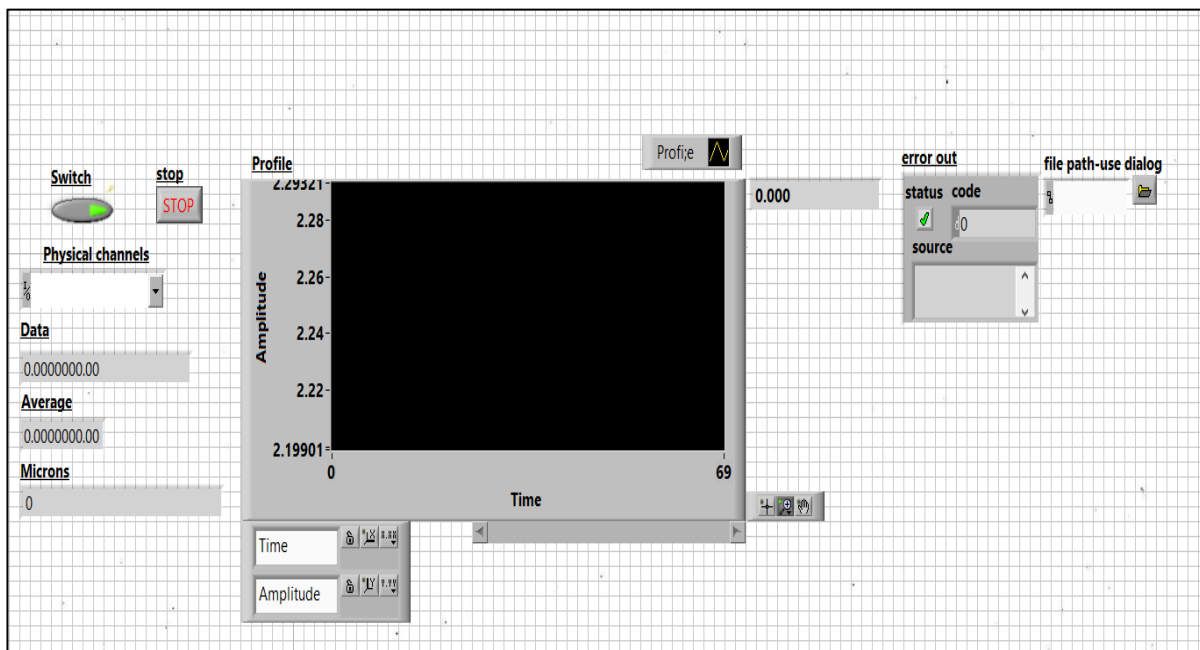 Switch
stop
STOP
Physical channels
Data
0.0000000.00
Average
0.0000000.00
Microns
0
Profile
Profi;e
2.29321
2.28
2.26
2.24
2.22
2.19901
Amplitude
0
69
Time
0.000
Time
Amplitude
error out
status
code
0
source
file path-use dialog